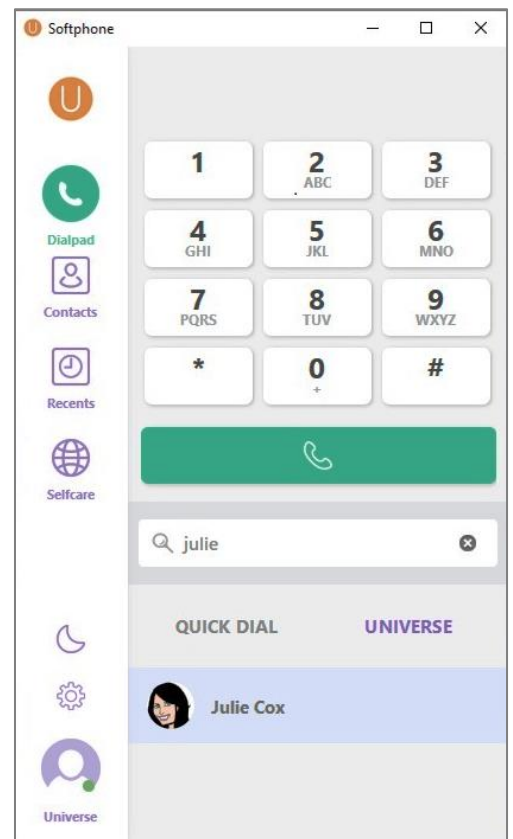 U Softphone
U
Dialpad
Contacts
Recents
Selfcare
Universe
1
2
ABC
3
DEF
4
GHI
5
JKL
6
MNO
7
PQRS
8
TUV
9
WXYZ
*
0
+
#
julie
QUICK DIAL
UNIVERSE
Julie Cox